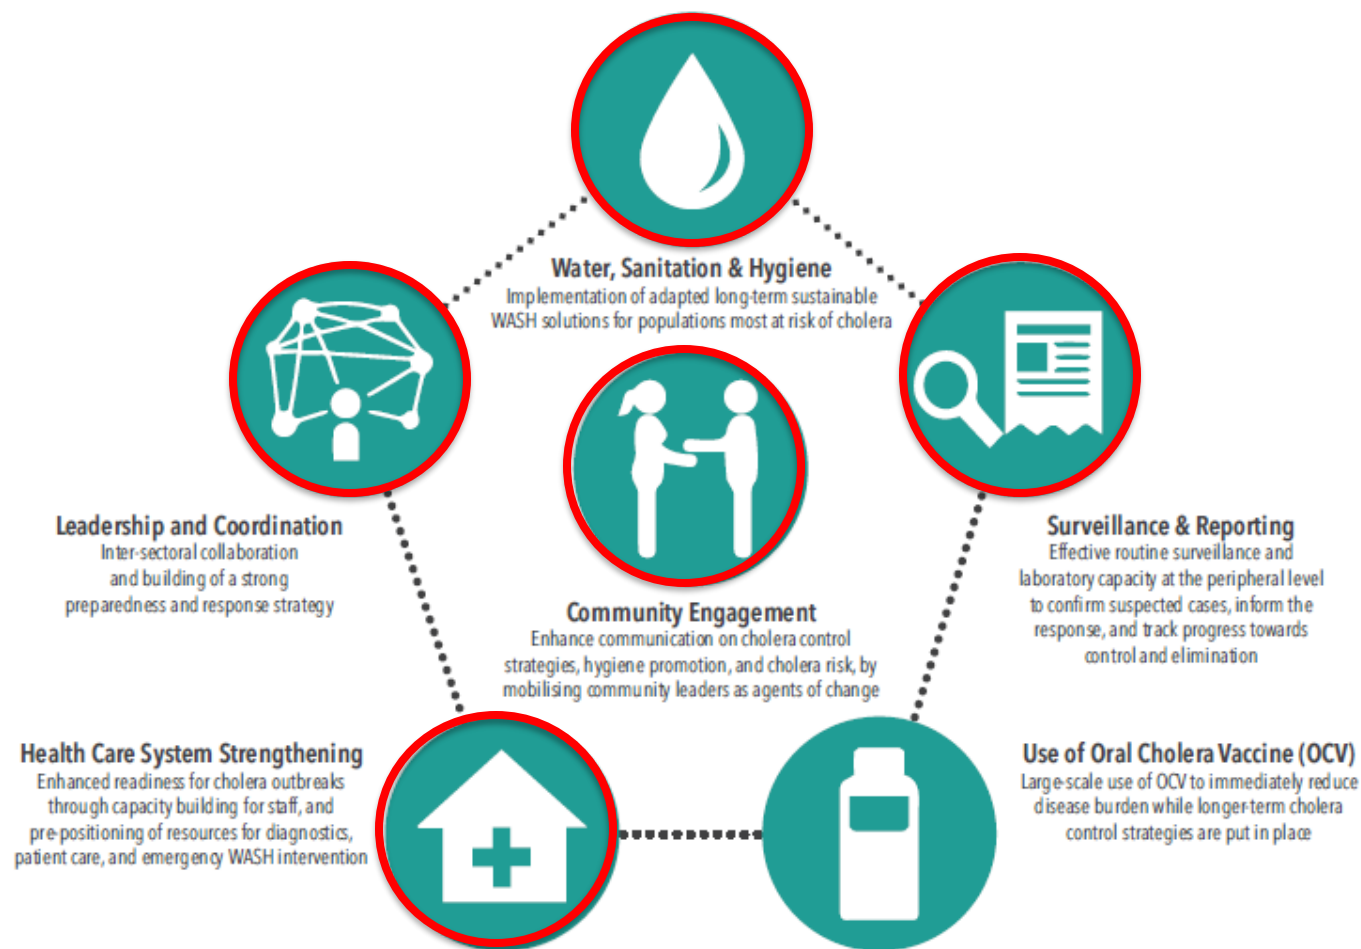 Water, Sanitation & Hygiene
Implementation of adapted long-term sustainable
WASH solutions for populations most at risk of cholera
Leadership and Coordination
Inter-sectoral collaboration
and building of a strong
preparedness and response strategy
Surveillance & Reporting
Effective routine surveillance and
laboratory capacity at the peripheral level
to confirm suspected cases, inform the
response, and track progress towards
control and elimination
Community Engagement
Enhance communication on cholera control
strategies, hygiene promotion, and cholera risk, by
mobilising community leaders as agents of change
Health Care System Strengthening
Enhanced readiness for cholera outbreaks
through capacity building for staff, and
pre-positioning of resources for diagnostics,
patient care, and emergency WASH intervention
Use of Oral Cholera Vaccine (OCV)
Large-scale use of OCV to immediately reduce
disease burden while longer-term cholera
control strategies are put in place